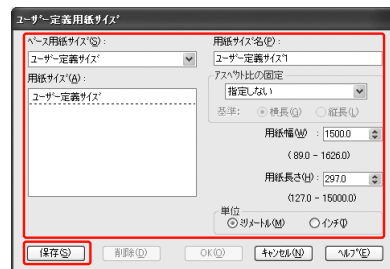 ユーザー定義用紙サイズ
ベース用紙サイズ(S) :
ユーザー定義サイズ
用紙サイズ(A) :
ユーザー定義サイズ
用紙サイズ名(P) :
ユーザー定義サイズ1
アスペクト比の固定
指定しない
基準: 横長(G) 縦長(L)
用紙幅(W) : 1500.0
(89.0 - 1626.0)
用紙長さ(H) : 297.0
(127.0 - 15000.0)
単位
ミリメートル(M) インチ(I)
保存(S) 削除(D) OK(O) キャンセル(N) ヘルプ(E)